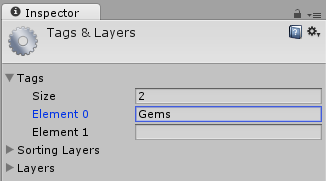 Inspector
Tags & Layers
Tags
Size 2
Element 0 Gems
Element 1
Sorting Layers
Layers